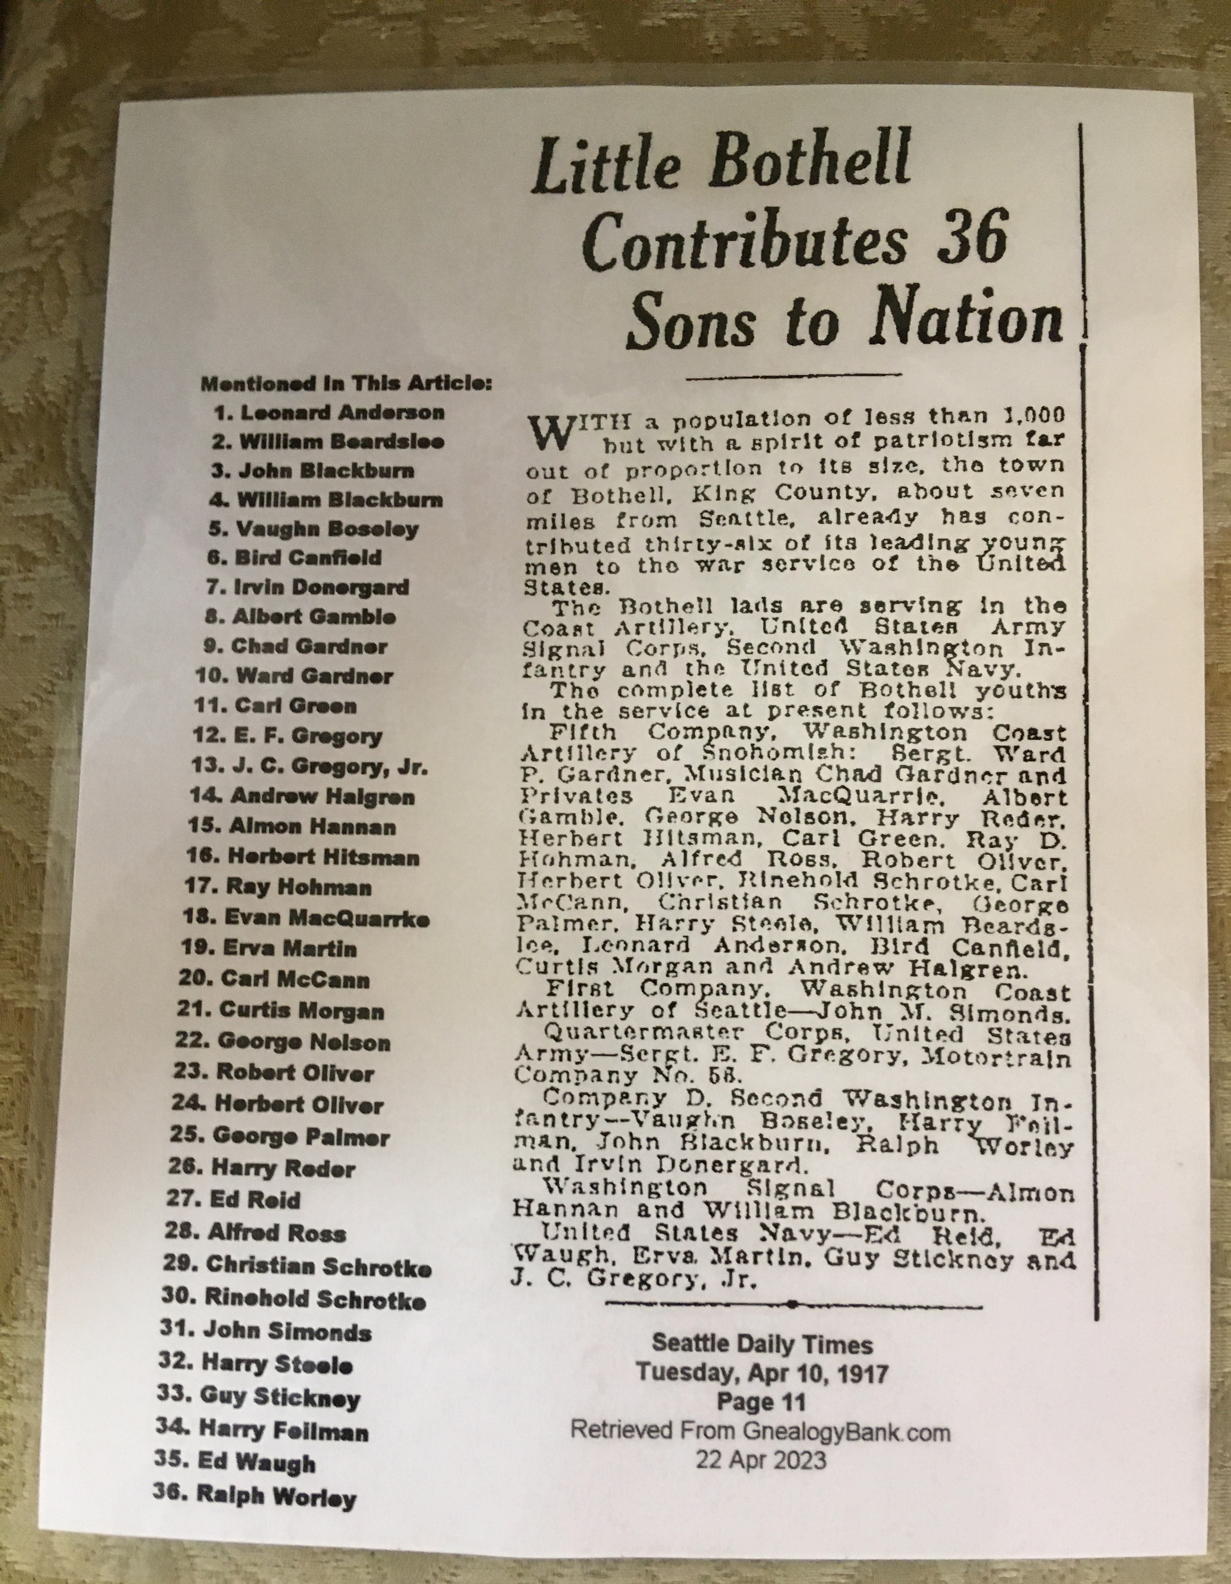 Little Bothell
Contributes 36
Sons to Nation
Mentioned In This Article:
1. Leonard Anderson
2. William Beardslee
3. John Blackburn
4. William Blackburn
5. Vaughn Boseley
6. Bird Canfield
7. Irvin Donergard
8. Albert Gamble
9. Chad Gardner
10. Ward Gardner
11. Carl Green
12. E. F. Gregory
13. J. C. Gregory, Jr.
14. Andrew Halgren
15. Almon Hannan
16. Herbert Hitsman
17. Ray Hohman
18. Evan MacQuarrke
19. Erva Martin
20. Carl McCann
21. Curtis Morgan
22. George Nelson
23. Robert Oliver
24. Herbert Oliver
25. George Palmer
26. Harry Reder
27. Ed Reid
28. Alfred Ross
29. Christian Schrotke
30. Rinehold Schrotke
31. John Simonds
32. Harry Steele
33. Guy Stickney
34. Harry Feilman
35. Ed Waugh
36. Ralph Worley
WITH a population of less than 1,000
but with a spirit of patriotism far
out of proportion to its size, the town
of Bothell, King County, about seven
miles from Seattle, already has con-
tributed thirty-six of its leading young
men to the war service of the United
States.
The Bothell lads are serving in the
Coast Artillery, United States Army
Signal Corps, Second Washington In-
fantry and the United States Navy.
The complete list of Bothell youths
in the service at present follows:
Fifth Company, Washington Coast
Artillery of Snohomish: Sergt. Ward
P. Gardner, Musician Chad Gardner and
Privates Evan MacQuarrie, Albert
Gamble, George Nelson, Harry Reder,
Herbert Hitsman, Carl Green, Ray D.
Hohman, Alfred Ross, Robert Oliver,
Herbert Oliver, Rinehold Schrotke, Carl
McCann, Christian Schrotke, George
Palmer, Harry Steele, William Beards-
lee, Leonard Anderson, Bird Canfield,
Curtis Morgan and Andrew Halgren.
First Company, Washington Coast
Artillery of Seattle—John M. Simonds.
Quartermaster Corps, United States
Army—Sergt. E. F. Gregory, Motortrain
Company No. 58.
Company D. Second Washington In-
fantry--Vaughn Boseley, Harry Feil-
man, John Blackburn, Ralph Worley
and Irvin Donergard.
Washington Signal Corps—Almon
Hannan and William Blackburn.
United States Navy—Ed Reid, Ed
Waugh, Erva Martin, Guy Stickney and
J. C. Gregory, Jr.
Seattle Daily Times
Tuesday, Apr 10, 1917
Page 11
Retrieved From GnealogyBank.com
22 Apr 2023